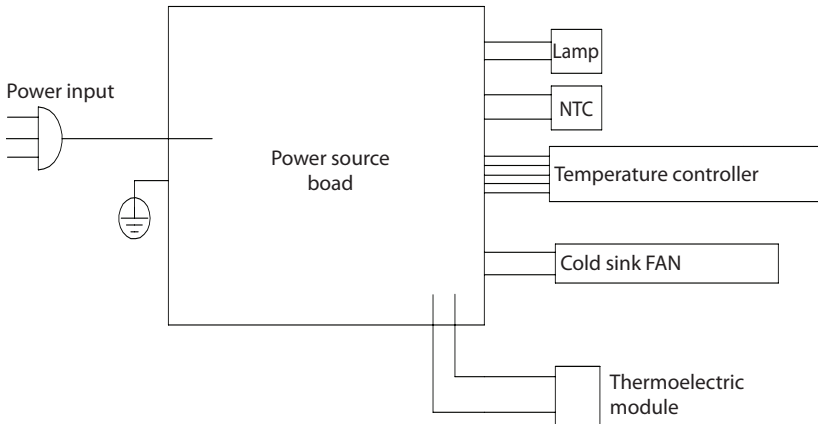 Power input
Power source
boad
Lamp
NTC
Temperature controller
Cold sink FAN
Thermoelectric
module